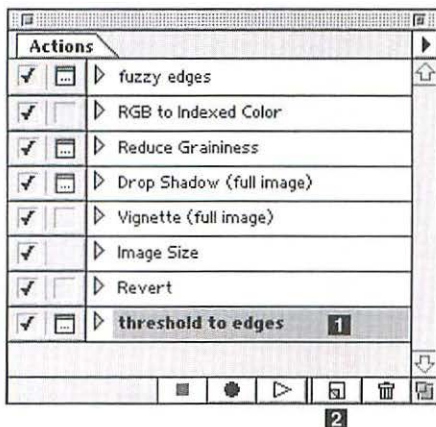 Actions
fuzzy edges
RGB to Indexed Color
Reduce Graininess
Drop Shadow (full image)
Vignette (full image)
Image Size
Revert
threshold to edges 1
2